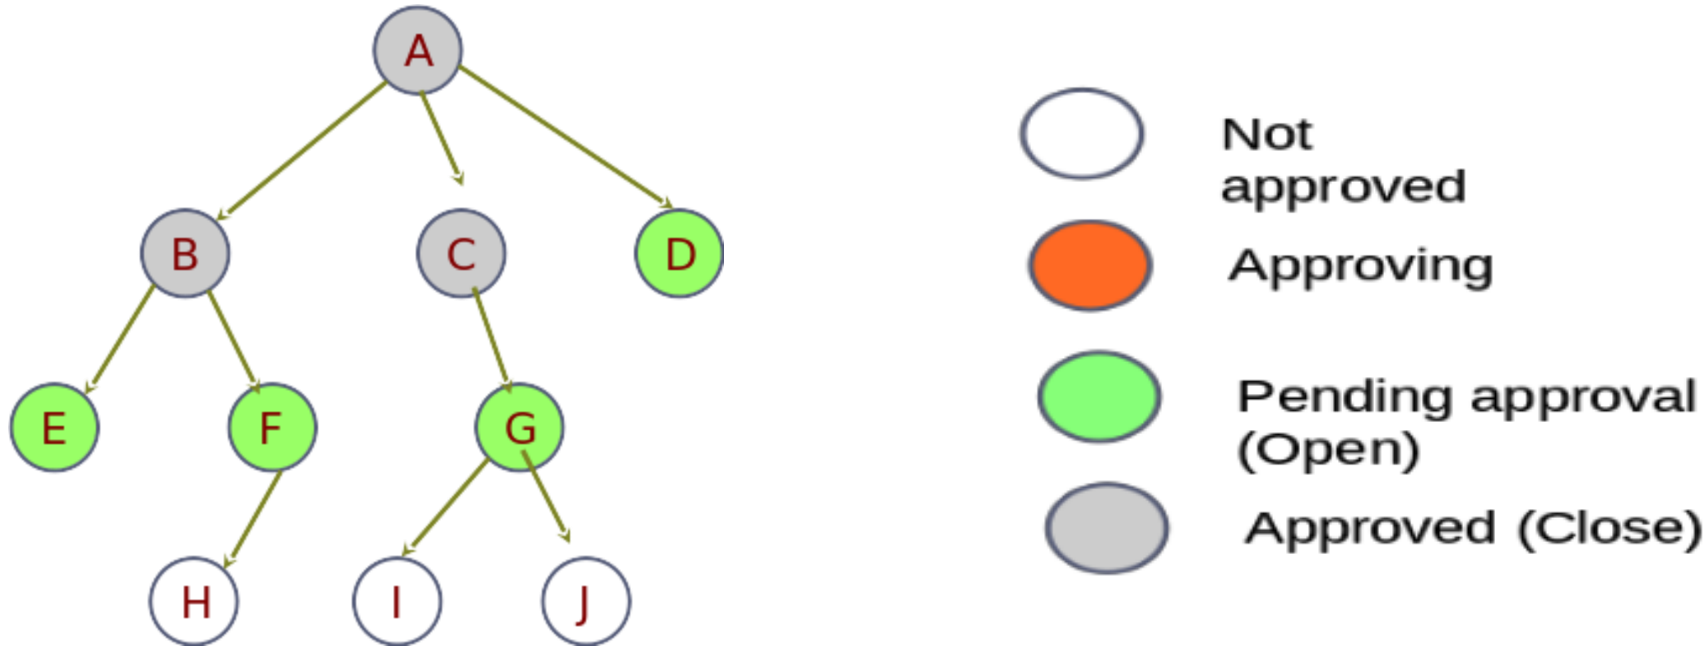 A
B
C
D
E
F
G
H
I
J
Not
approved
Approving
Pending approval
(Open)
Approved (Close)